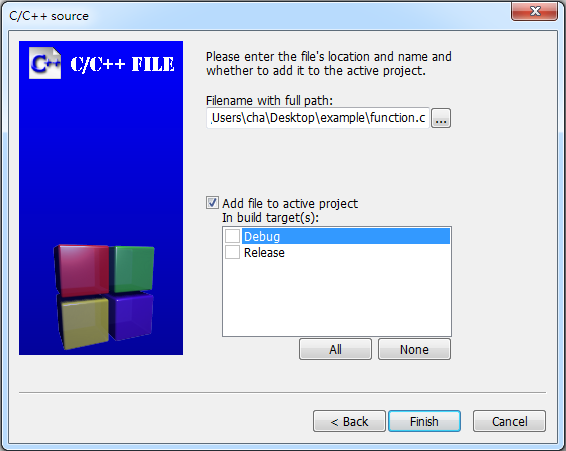 C/C++ source
C++
C/C++ FILE
Please enter the file's location and name and
whether to add it to the active project.
Filename with full path:
Users\cha\Desktop\example\function.c
...
Add file to active project
In build target(s):
Debug
Release
All
None
< Back
Finish
Cancel